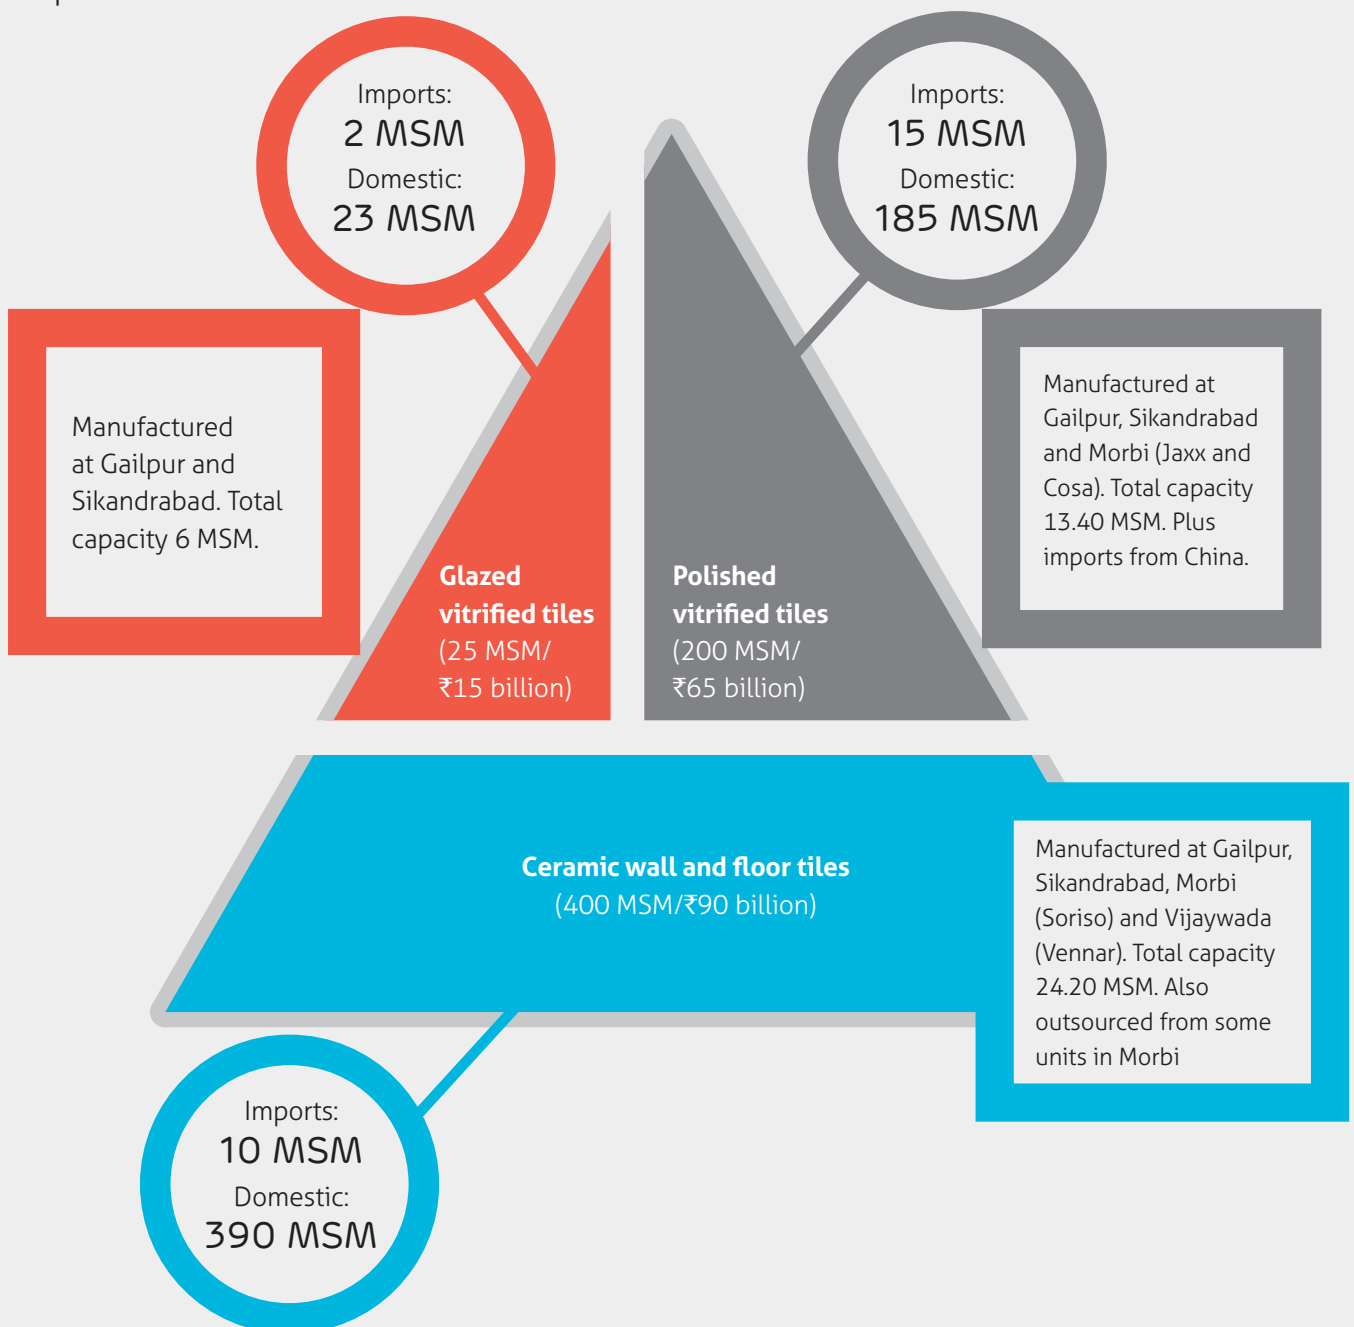 Imports:
2 MSM
Domestic:
23 MSM
Imports:
15 MSM
Domestic:
185 MSM
Manufactured
at Gailpur and
Sikandrabad. Total
capacity 6 MSM.
Manufactured at
Gailpur, Sikandrabad
and Morbi (Jaxx and
Cosa). Total capacity
13.40 MSM. Plus
imports from China.
Glazed
vitrified tiles
(25 MSM/
₹15 billion)
Polished
vitrified tiles
(200 MSM/
₹65 billion)
Ceramic wall and floor tiles
(400 MSM/₹90 billion)
Manufactured at Gailpur,
Sikandrabad, Morbi
(Soriso) and Vijaywada
(Vennar). Total capacity
24.20 MSM. Also
outsourced from some
units in Morbi
Imports:
10 MSM
Domestic:
390 MSM